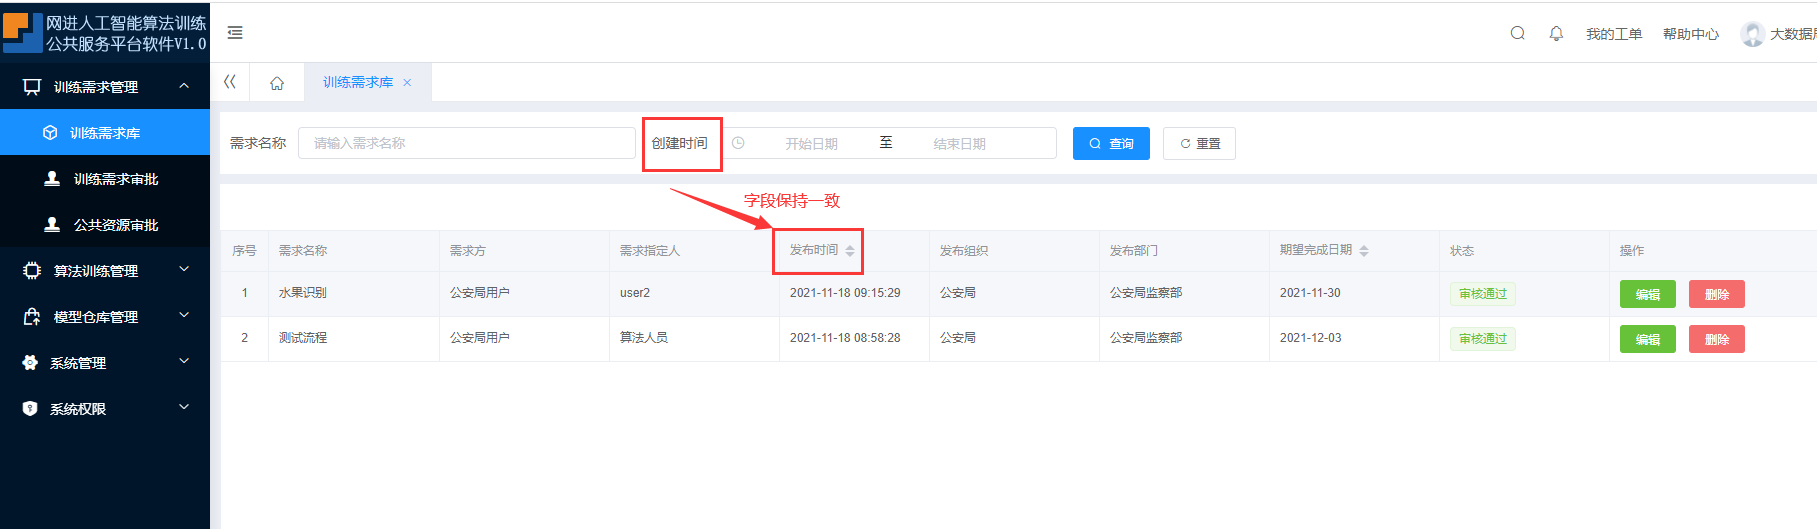 网进人工智能算法训练
公共服务平台软件V1.0
我的工单 帮助中心 大数据局
训练需求管理
训练需求库
训练需求审批
公共资源审批
算法训练管理
模型仓库管理
系统管理
系统权限
训练需求库
需求名称 请输入需求名称 创建时间 开始日期 至 结束日期 查询 重置
字段保持一致
序号 需求名称 需求方 需求指定人 发布时间 发布组织 发布部门 期望完成日期 状态 操作
1 水果识别 公安局用户 user2 2021-11-18 09:15:29 公安局 公安局监察部 2021-11-30 审核通过 编辑 删除
2 测试流程 公安局用户 算法人员 2021-11-18 08:58:28 公安局 公安局监察部 2021-12-03 审核通过 编辑 删除